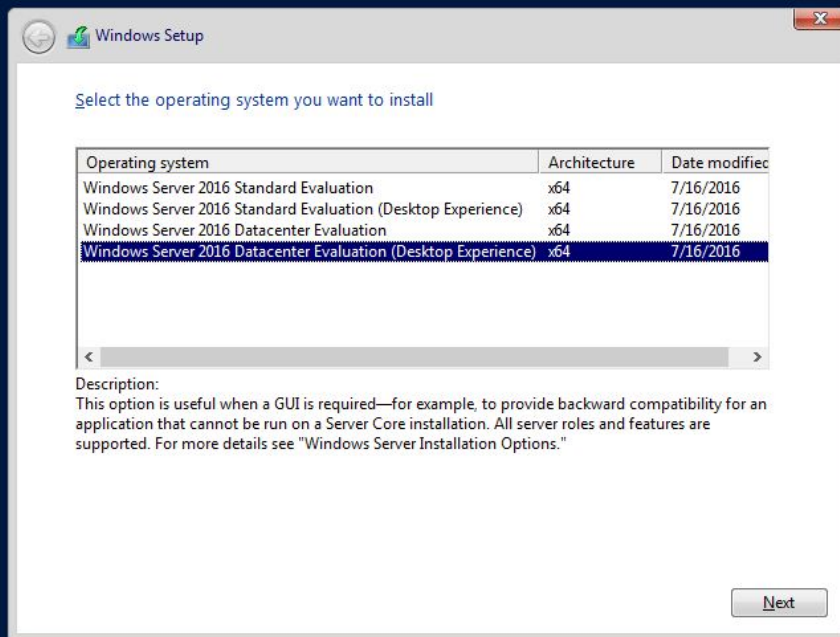 Windows Setup
Select the operating system you want to install
Operating system Architecture Date modified
Windows Server 2016 Standard Evaluation x64 7/16/2016
Windows Server 2016 Standard Evaluation (Desktop Experience) x64 7/16/2016
Windows Server 2016 Datacenter Evaluation x64 7/16/2016
Windows Server 2016 Datacenter Evaluation (Desktop Experience) x64 7/16/2016
Description:
This option is useful when a GUI is required—for example, to provide backward compatibility for an
application that cannot be run on a Server Core installation. All server roles and features are
supported. For more details see "Windows Server Installation Options."
Next